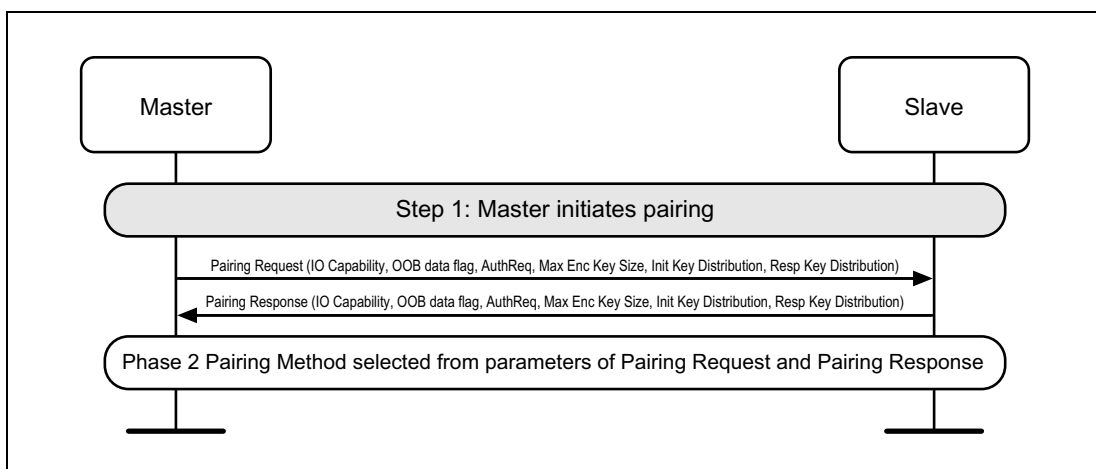 Master
Slave
Step 1: Master initiates pairing
Pairing Request (IO Capability, OOB data flag, AuthReq, Max Enc Key Size, Init Key Distribution, Resp Key Distribution)
Pairing Response (IO Capability, OOB data flag, AuthReq, Max Enc Key Size, Init Key Distribution, Resp Key Distribution)
Phase 2 Pairing Method selected from parameters of Pairing Request and Pairing Response